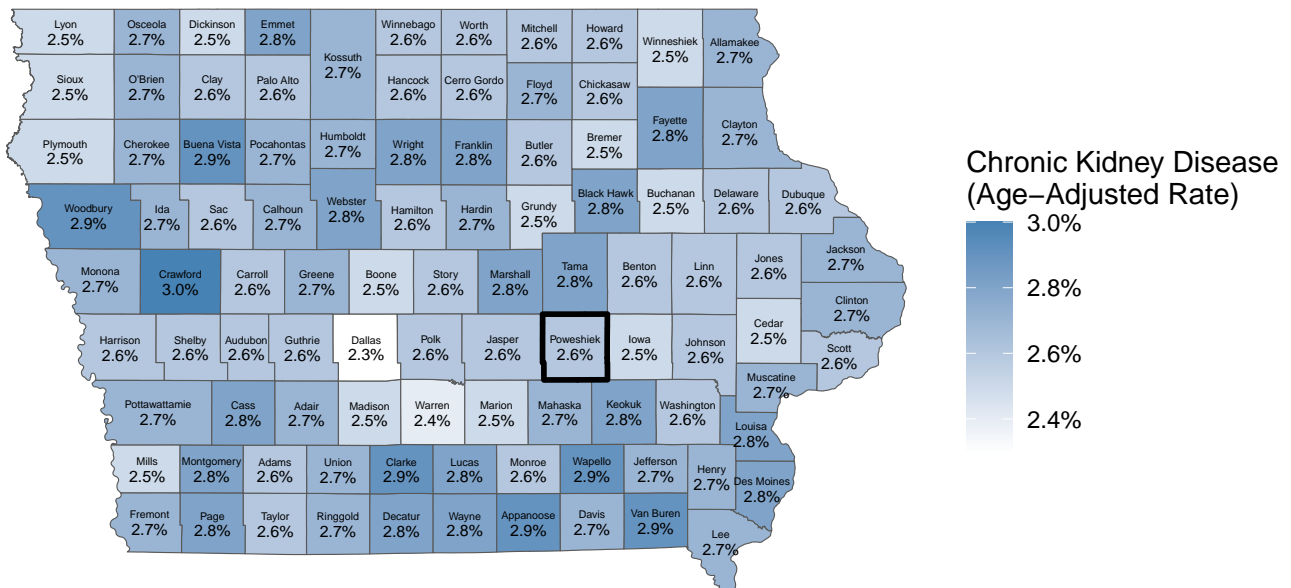 Lyon
2.5%
Osceola
2.7%
Dickinson
2.5%
Emmet
2.8%
Kossuth
2.7%
Winnebago
2.6%
Worth
2.6%
Mitchell
2.6%
Howard
2.6%
Winneshiek
2.5%
Allamakee
2.7%
Sioux
2.5%
O'Brien
2.7%
Clay
2.6%
Palo Alto
2.6%
Hancock
2.6%
Cerro Gordo
2.6%
Floyd
2.7%
Chickasaw
2.6%
Fayette
2.8%
Clayton
2.7%
Plymouth
2.5%
Cherokee
2.7%
Buena Vista
2.9%
Pocahontas
2.7%
Humboldt
2.7%
Wright
2.8%
Franklin
2.8%
Butler
2.6%
Bremer
2.5%
Woodbury
2.9%
Ida
2.7%
Sac
2.6%
Calhoun
2.7%
Webster
2.8%
Hamilton
2.6%
Hardin
2.7%
Grundy
2.5%
Black Hawk
2.8%
Buchanan
2.5%
Delaware
2.6%
Dubuque
2.6%
Monona
2.7%
Crawford
3.0%
Carroll
2.6%
Greene
2.7%
Boone
2.5%
Story
2.6%
Marshall
2.8%
Tama
2.8%
Benton
2.6%
Linn
2.6%
Jones
2.6%
Jackson
2.7%
Clinton
2.7%
Harrison
2.6%
Shelby
2.6%
Audubon
2.6%
Guthrie
2.6%
Dallas
2.3%
Polk
2.6%
Jasper
2.6%
Poweshiek
2.6%
Iowa
2.5%
Johnson
2.6%
Cedar
2.5%
Scott
2.6%
Muscatine
2.7%
Pottawattamie
2.7%
Cass
2.8%
Adair
2.7%
Madison
2.5%
Warren
2.4%
Marion
2.5%
Mahaska
2.7%
Keokuk
2.8%
Washington
2.6%
Louisa
2.8%
Mills
2.5%
Montgomery
2.8%
Adams
2.6%
Union
2.7%
Clarke
2.9%
Lucas
2.8%
Monroe
2.6%
Wapello
2.9%
Jefferson
2.7%
Henry
2.7%
Des Moines
2.8%
Fremont
2.7%
Page
2.8%
Taylor
2.6%
Ringgold
2.7%
Decatur
2.8%
Wayne
2.8%
Appanoose
2.9%
Davis
2.7%
Van Buren
2.9%
Lee
2.7%
Chronic Kidney Disease
(Age−Adjusted Rate)
3.0%
2.8%
2.6%
2.4%